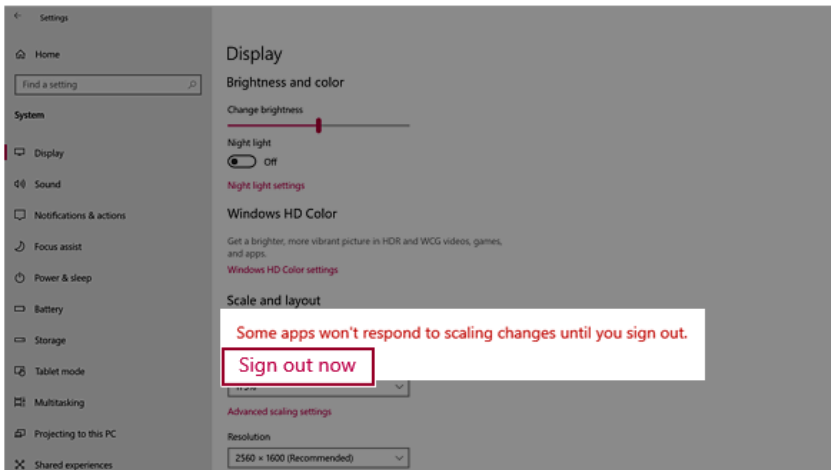 Settings
Home
Find a setting
System
Display
Sound
Notifications & actions
Focus assist
Power & sleep
Battery
Storage
Tablet mode
Multitasking
Projecting to this PC
Shared experiences
Display
Brightness and color
Change brightness
Night light
Off
Night light settings
Windows HD Color
Get a brighter, more vibrant picture in HDR and WCG videos, games,
and apps.
Windows HD Color settings
Scale and layout
Some apps won't respond to scaling changes until you sign out.
Sign out now
Advanced scaling settings
Resolution
2560 × 1600 (Recommended)